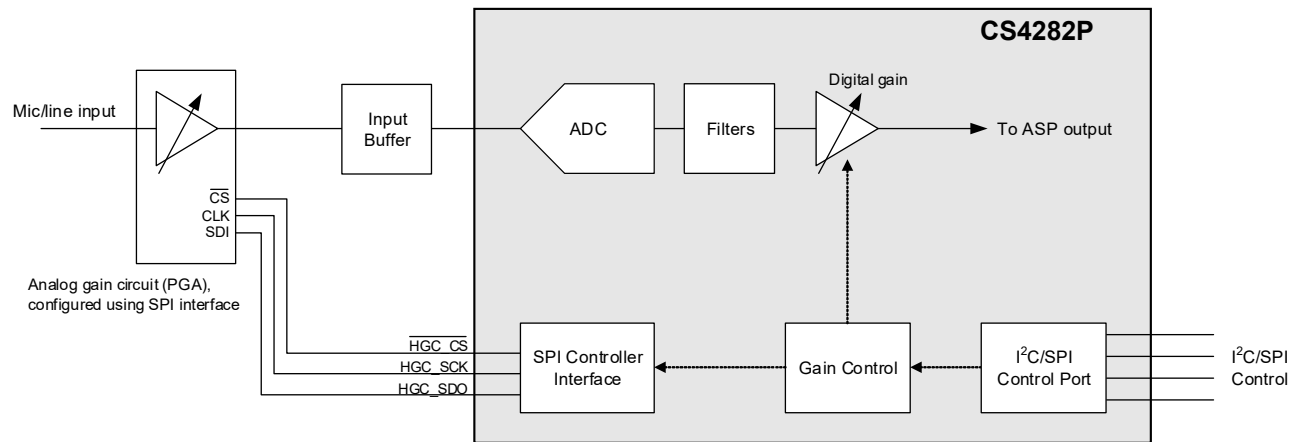 CS4282P
Digital gain
Mic/line input
Input
Buffer
ADC
Filters
To ASP output
CS
CLK
SDI
Analog gain circuit (PGA),
configured using SPI interface
HGC_CS
HGC_SCK
HGC_SDO
SPI Controller
Interface
Gain Control
I²C/SPI
Control Port
I²C/SPI
Control